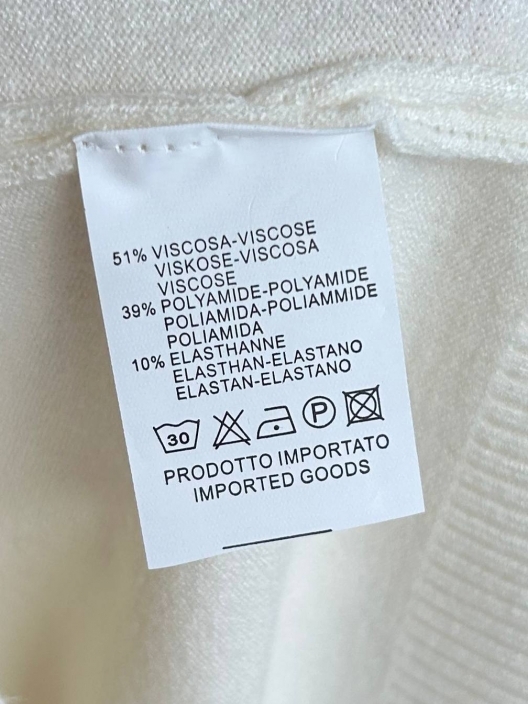 51% VISCOSA-VISCOSE
VISKOSE-VISCOSA
VISCOSE
39% POLYAMIDE-POLYAMIDE
POLIAMIDA-POLIAMMIDE
POLIAMIDA
10% ELASTHANNE
ELASTHAN-ELASTANO
ELASTAN-ELASTANO
30 P
PRODOTTO IMPORTATO
IMPORTED GOODS